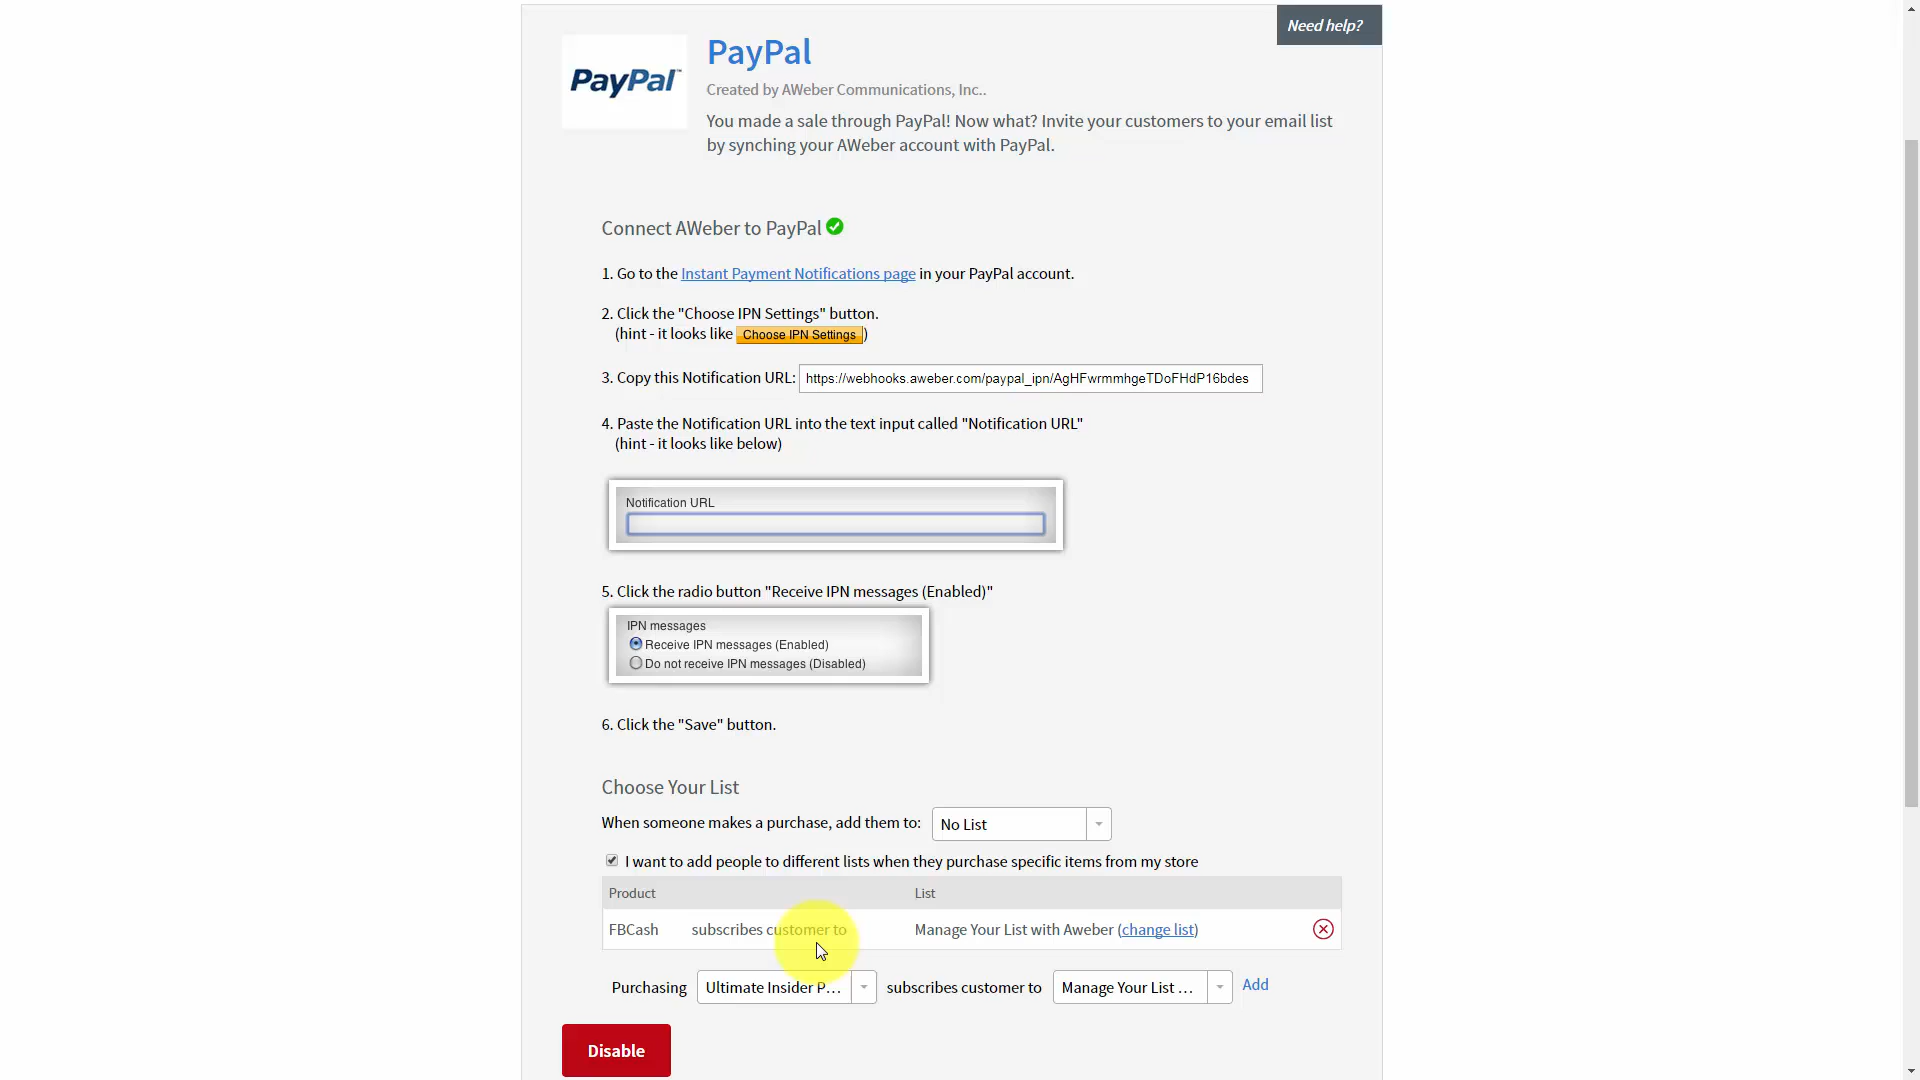 Need help?
PayPal
PayPal
Created by AWeber Communications, Inc..
You made a sale through PayPal! Now what? Invite your customers to your email list
by synching your AWeber account with PayPal.
Connect AWeber to PayPal
1. Go to the Instant Payment Notifications page in your PayPal account.
2. Click the "Choose IPN Settings" button.
(hint - it looks like Choose IPN Settings)
3. Copy this Notification URL: https://webhooks.aweber.com/paypal_ipn/AgHFwrmmhgeTDoFHdP16bdes
4. Paste the Notification URL into the text input called "Notification URL"
(hint - it looks like below)
Notification URL
5. Click the radio button "Receive IPN messages (Enabled)"
IPN messages
Receive IPN messages (Enabled)
Do not receive IPN messages (Disabled)
6. Click the "Save" button.
Choose Your List
When someone makes a purchase, add them to: No List
I want to add people to different lists when they purchase specific items from my store
Product List
FBCash subscribes customer to Manage Your List with Aweber (change list)
Purchasing Ultimate Insider P... subscribes customer to Manage Your List ... Add
Disable